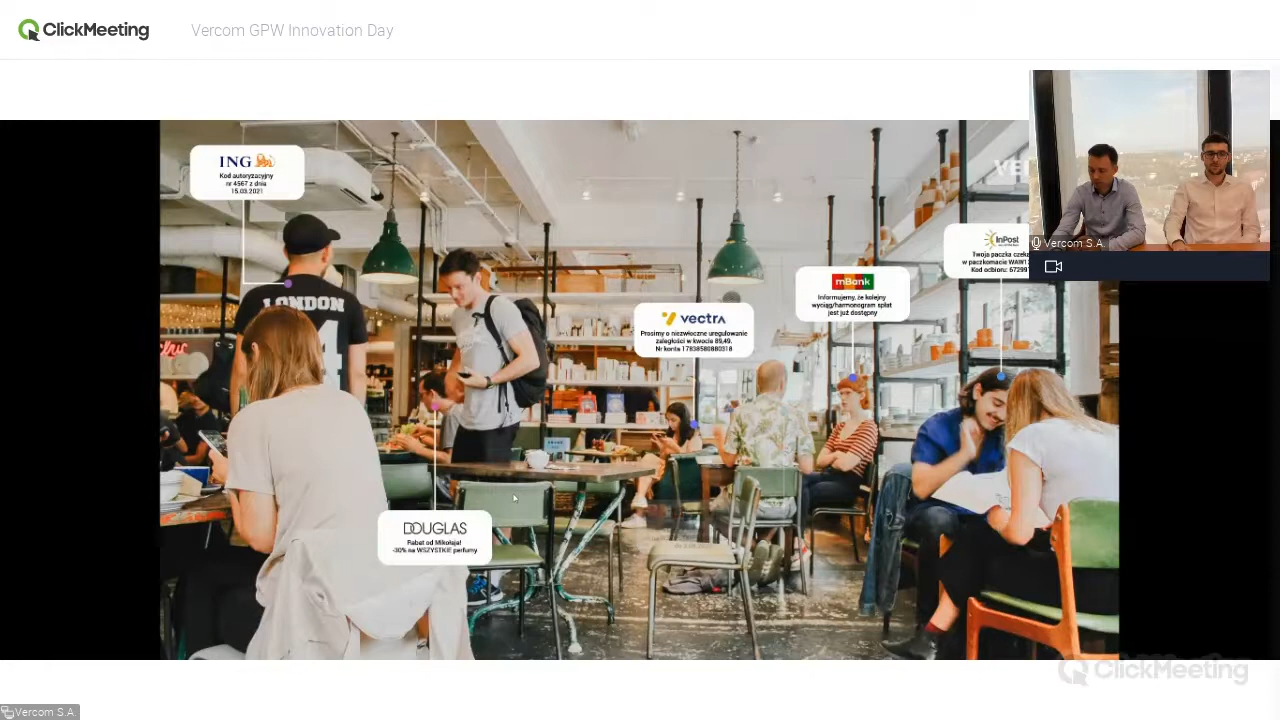 ClickMeeting
Vercom GPW Innovation Day
ING
Kod autoryzacyjny
nr 4567 z dnia
15.03.2021
LONDON
vectra
Prosimy o niezwłoczne uregulowanie
zaległości w kwocie 89,49.
Nr konta 17838580880318
mBank
Informujemy, że kolejny
wyciąg/harmonogram spłat
jest już dostępny
InPost
Twoja paczka czeka
w paczkomacie
Kod odbioru: 67299
Vercom S.A.
DOUGLAS
Rabat od Mikołaja!
-30% na WSZYSTKIE perfumy
ClickMeeting
Vercom S.A.